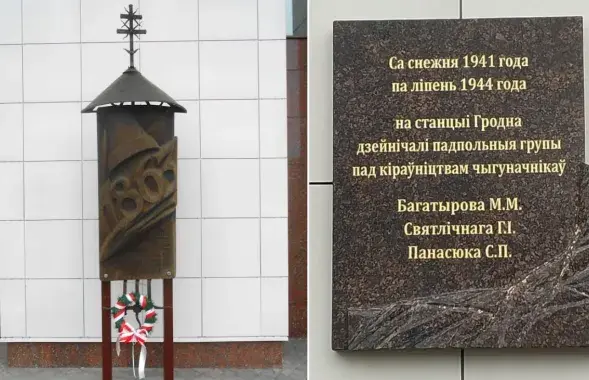 1863
Са снежня 1941 года
па ліпень 1944 года
на станцыі Гродна
дзейнічалі падпольныя групы
пад кіраўніцтвам чыгуначнікаў
Багатырова М.М.
Святлічнага Г.І.
Панасюка С.П.